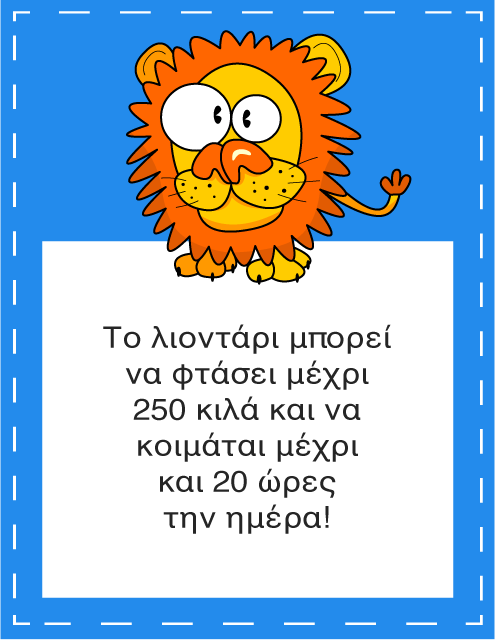 Το λιοντάρι μπορεί
να φτάσει μέχρι
250 κιλά και να
κοιμάται μέχρι
και 20 ώρες
την ημέρα!